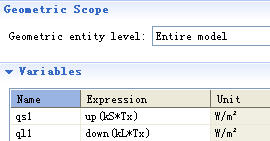 Geometric Scope
Geometric entity level: Entire model
Variables
Name Expression Unit
qs1 up(kS*Tx) W/m²
ql1 down(kL*Tx) W/m²